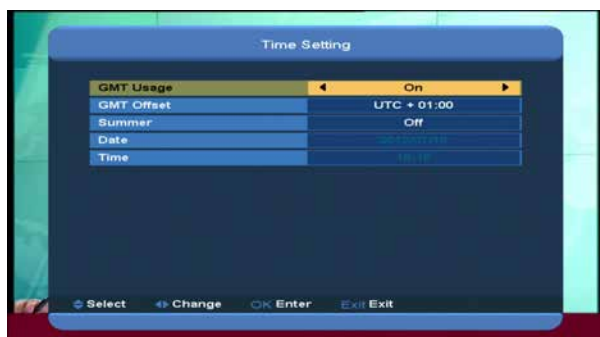 Time Setting
GMT Usage On
GMT Offset UTC + 01:00
Summer Off
Date
Time
Select Change OK Enter Exit Exit